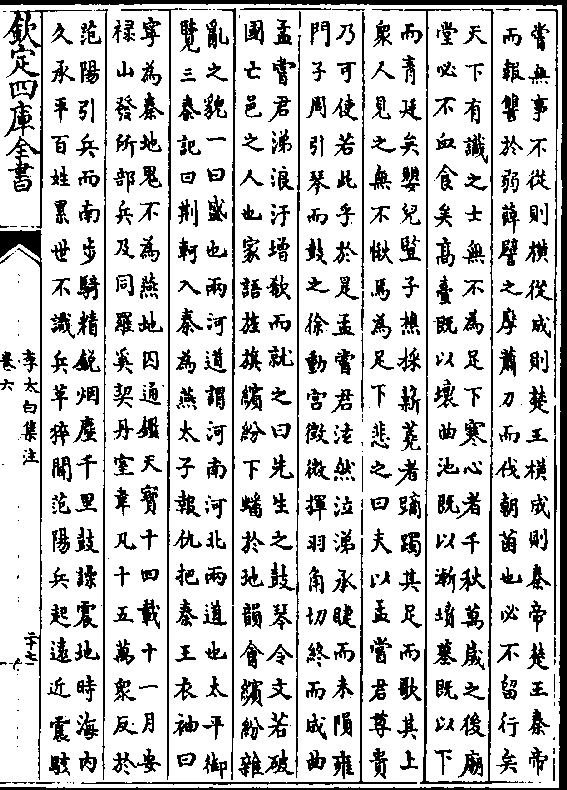 嘗無事不從則橫從成則楚王橫成則秦帝楚王秦帝
而報讐於弱薛譬之摩蕭刀而伐朝菌也必不留行矣
天下有識之士無不為足下寒心者千秋萬歳之後廟
堂必不血食矣髙臺既以壊曲池既以漸墳墓既以下
而青廷矣嬰兒豎子樵採薪蕘者躑躅其足而歌其上
衆人見之無不愀焉為足下悲之曰夫以孟嘗君尊貴
乃可使若此乎於是孟嘗君泫然泣涕承睫而未隕雍
門子周引琴而鼓之徐動宫徴微揮羽角切終而成曲
孟嘗君涕浪汙増欷而就之曰先生之鼓琴令文若破
國亡邑之人也家語旌旗繽紛下蟠於地韻會繽紛雜
亂之貌一曰盛也兩河道謂河南河北兩道也太平御
覽三秦記曰荆軻入秦為燕太子報仇把秦王衣袖曰
寧為秦地鬼不為燕地囚通鑑天寳十四載十一月安
禄山發所部兵及同羅奚契丹室韋凡十五萬衆反於
范陽引兵而南步騎精鋭烟塵千里鼓譟震地時海内
久承平百姓累世不識兵革猝聞范陽兵起逺近震駭
欽定四庫全書
李太白集注
卷六
二十七